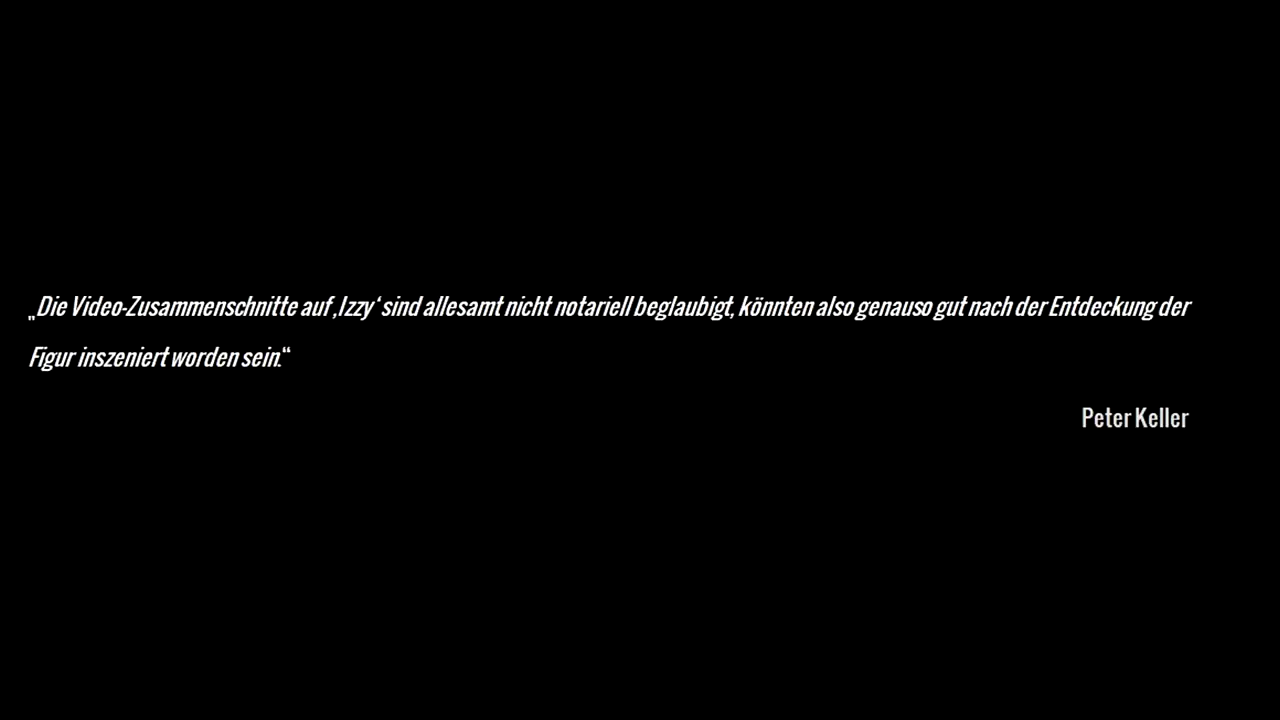 „Die Video-Zusammenschnitte auf ‚Izzy‘ sind allesamt nicht notariell beglaubigt, könnten also genauso gut nach der Entdeckung der
Figur inszeniert worden sein.“
Peter Keller